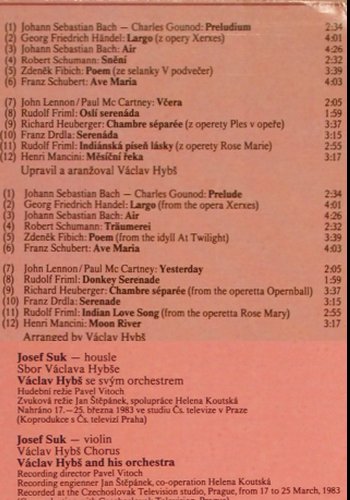 (1) Johann Sebastian Bach — Charles Gounod: Preludium 2:34
(2) Georg Friedrich Händel: Largo (z opery Xerxes) 4:01
(3) Johann Sebastian Bach: Air 4:26
(4) Robert Schumann: Snění 2:32
(5) Zdeněk Fibich: Poem (ze selanky V podvečer) 3:39
(6) Franz Schubert: Ave Maria 4:03
(7) John Lennon/Paul Mc Cartney: Včera 2:05
(8) Rudolf Friml: Oslí serenáda 1:59
(9) Richard Heuberger: Chambre séparée (z operety Ples v opeře) 3:37
(10) Franz Drdla: Serenáda 3:15
(11) Rudolf Friml: Indiánská píseň lásky (z operety Rose Marie) 2:55
(12) Henri Mancini: Měsíční řeka 3:17
Upravil a aranžoval Václav Hybš
(1) Johann Sebastian Bach — Charles Gounod: Prelude 2:34
(2) Georg Friedrich Handel: Largo (from the opera Xerxes) 4:01
(3) Johann Sebastian Bach: Air 4:26
(4) Robert Schumann: Träumerei 2:32
(5) Zdeněk Fibich: Poem (from the idyll At Twilight) 3:39
(6) Franz Schubert: Ave Maria 4:03
(7) John Lennon/Paul Mc Cartney: Yesterday 2:05
(8) Rudolf Friml: Donkey Serenade 1:59
(9) Richard Heuberger: Chambre séparée (from the operetta Opernball) 3:37
(10) Franz Drdla: Serenade 3:15
(11) Rudolf Friml: Indian Love Song (from the operetta Rose Mary) 2:55
(12) Henri Mancini: Moon River 3:17
Arranged by Václav Hybš
Josef Suk — housle
Sbor Václava Hybše
Václav Hybš se svým orchestrem
Hudební režie Pavel Vitoch
Zvuková režie Jan Štěpánek, spolupráce Helena Koutská
Nahráno 17.—25. března 1983 ve studiu Čs. televize v Praze
(Koprodukce s Čs. televizí Praha)
Josef Suk — violin
Václav Hybš Chorus
Václav Hybš and his orchestra
Recording director Pavel Vitoch
Recording engienner Jan Štěpánek, co-operation Helena Koutská
Recorded at the Czechoslovak Television studio, Prague, from 17 to 25 March, 1983